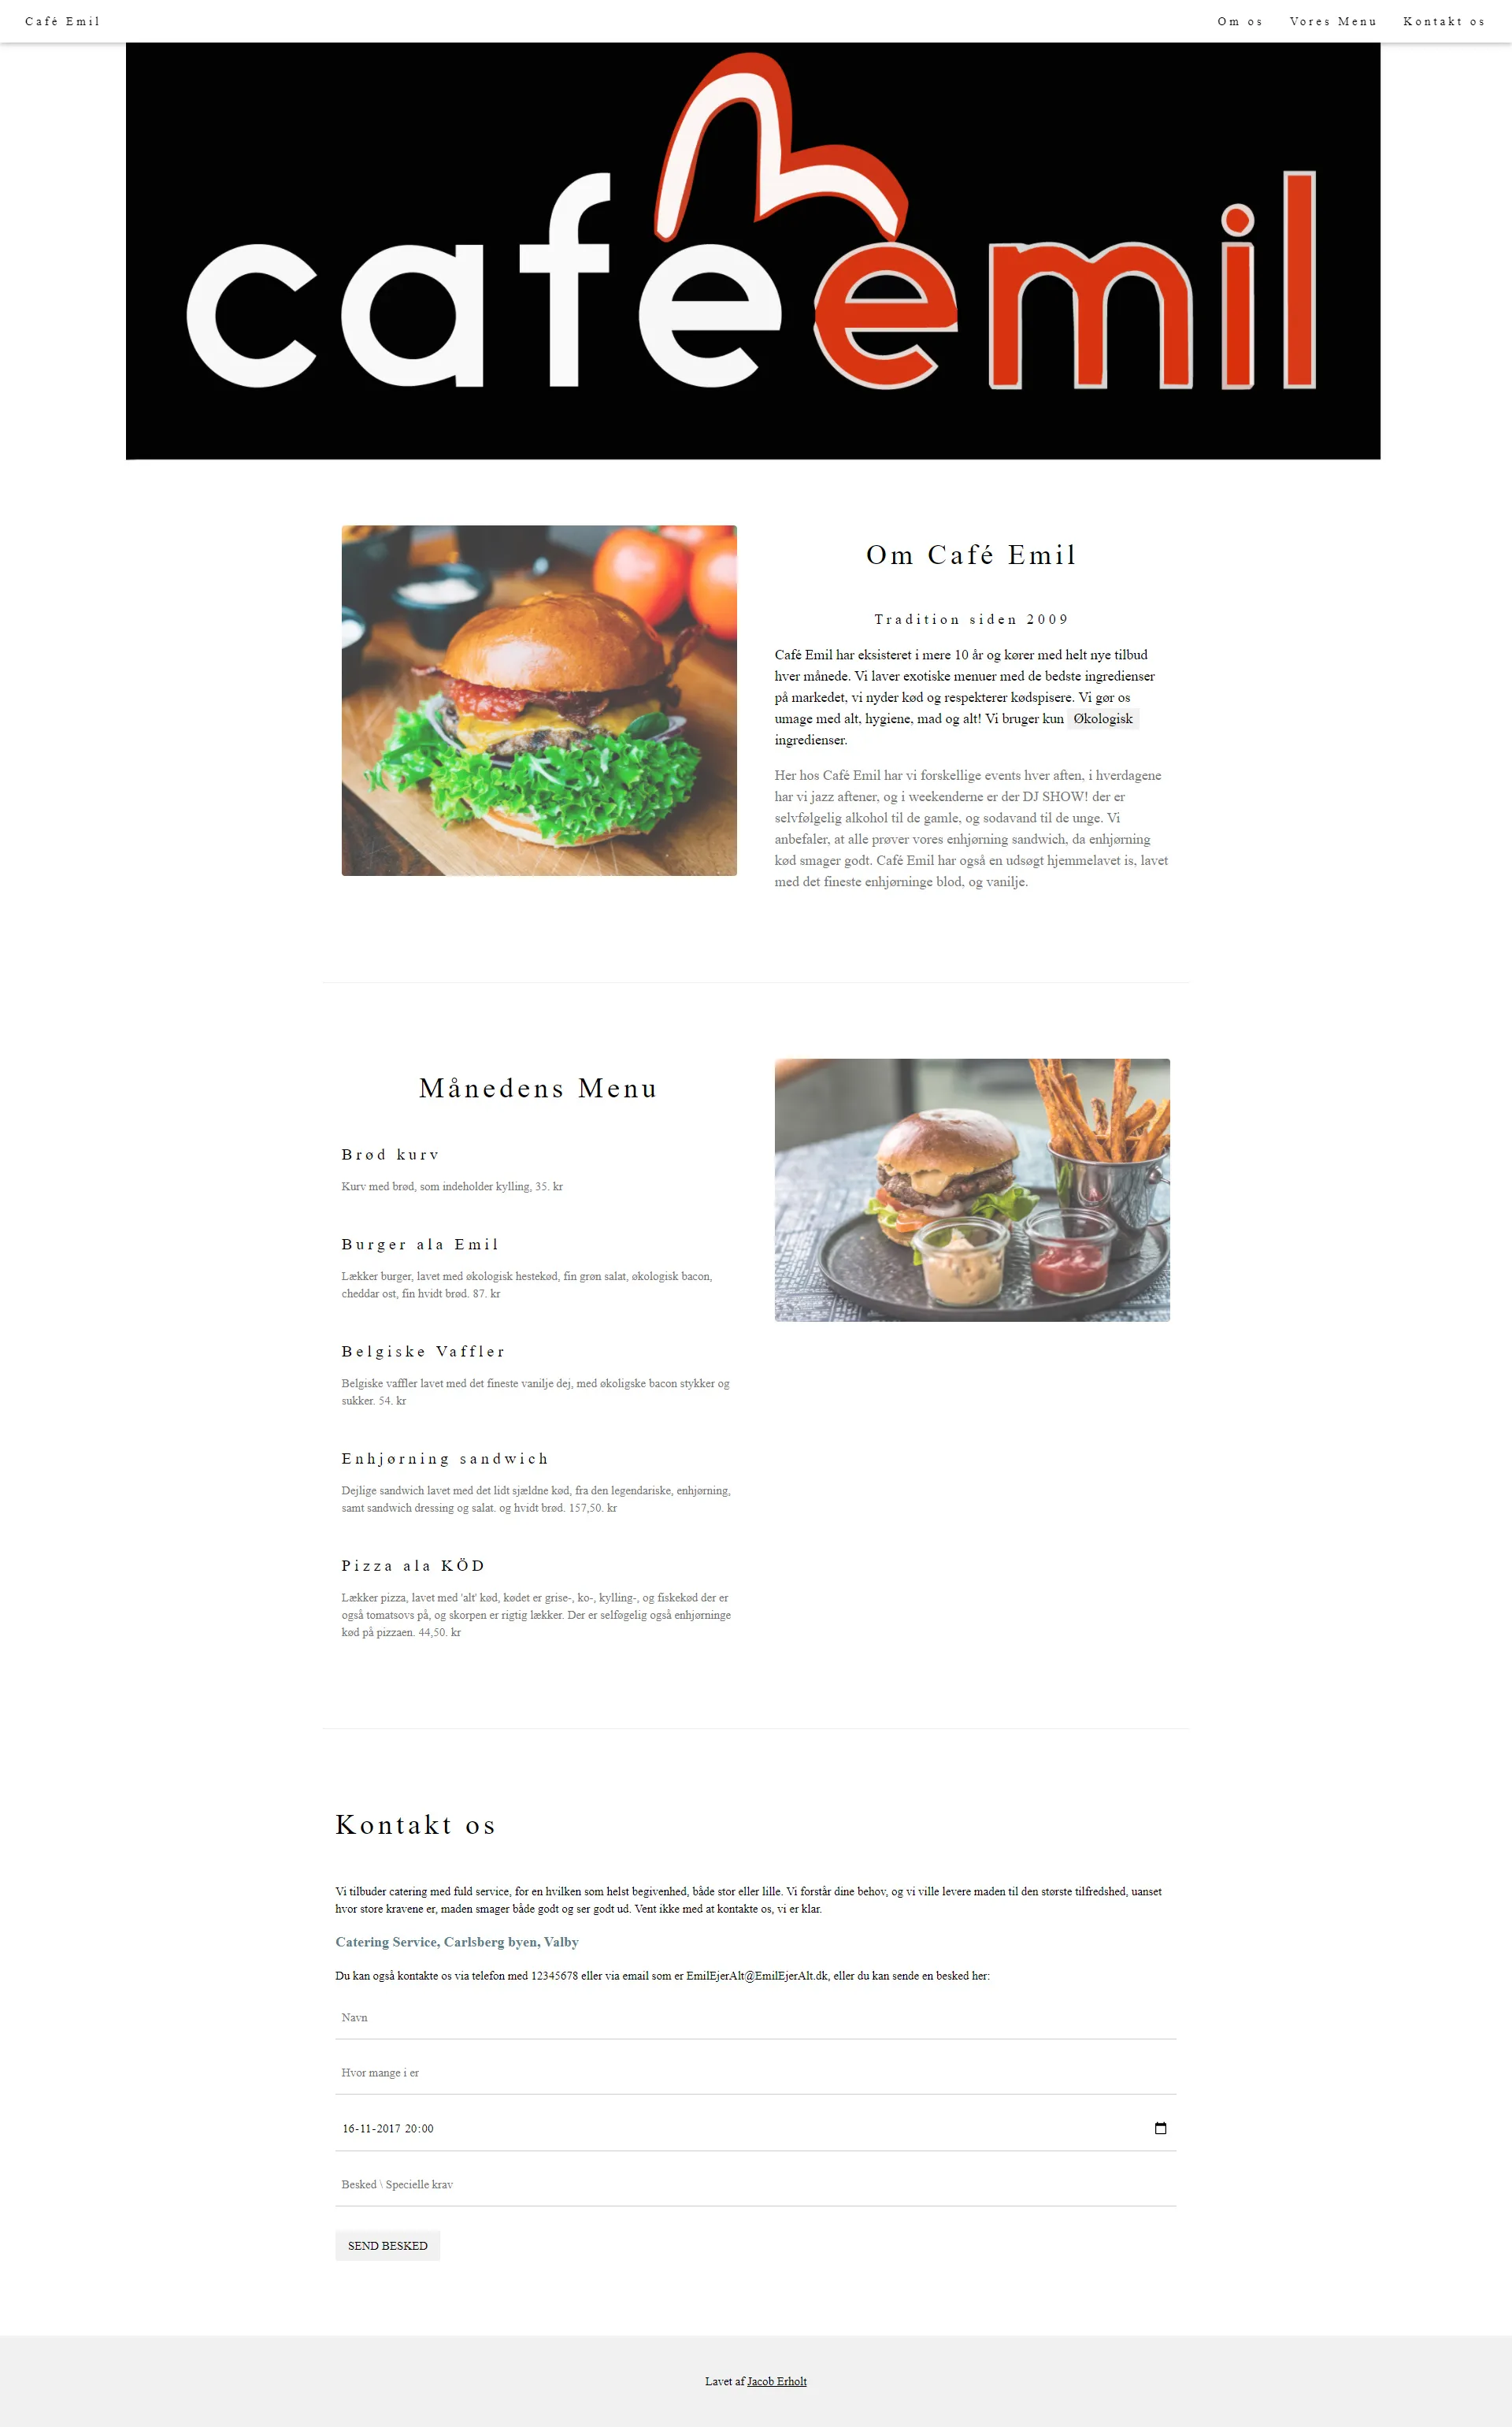 Café Emil
Om os
Vores Menu
Kontakt os
cafeemil
Om Café Emil
Tradition siden 2009
Café Emil har eksisteret i mere 10 år og kører med helt nye tilbud
hver månede. Vi laver exotiske menuer med de bedste ingredienser
på markedet, vi nyder kød og respekterer kødspisere. Vi gør os
umage med alt, hygiene, mad og alt! Vi bruger kun Økologisk
ingredienser.
Her hos Café Emil har vi forskellige events hver aften, i hverdagene
har vi jazz aftener, og i weekenderne er der DJ SHOW! der er
selvfølgelig alkohol til de gamle, og sodavand til de unge. Vi
anbefaler, at alle prøver vores enhjørning sandwich, da enhjørning
kød smager godt. Café Emil har også en udsøgt hjemmelavet is, lavet
med det fineste enhjørninge blod, og vanilje.
Månedens Menu
Brød kurv
Kurv med brød, som indeholder kylling, 35. kr
Burger ala Emil
Lækker burger, lavet med økologisk hestekød, fin grøn salat, økologisk bacon,
cheddar ost, fin hvidt brød. 87. kr
Belgiske Vaffler
Belgiske vaffler lavet med det fineste vanilje dej, med økoligske bacon stykker og
sukker. 54. kr
Enhjørning sandwich
Dejlige sandwich lavet med det lidt sjældne kød, fra den legendariske, enhjørning,
samt sandwich dressing og salat. og hvidt brød. 157,50. kr
Pizza ala KÖD
Lækker pizza, lavet med 'alt' kød, kødet er grise-, ko-, kylling-, og fiskekød der er
også tomatsovs på, og skorpen er rigtig lækker. Der er selføgelig også enhjørninge
kød på pizzaen. 44,50. kr
Kontakt os
Vi tilbuder catering med fuld service, for en hvilken som helst begivenhed, både stor eller lille. Vi forstår dine behov, og vi ville levere maden til den største tilfredshed, uanset
hvor store kravene er, maden smager både godt og ser godt ud. Vent ikke med at kontakte os, vi er klar.
Catering Service, Carlsberg byen, Valby
Du kan også kontakte os via telefon med 12345678 eller via email som er EmilEjerAlt@EmilEjerAlt.dk, eller du kan sende en besked her:
Navn
Hvor mange i er
16-11-2017 20:00
Besked \ Specielle krav
SEND BESKED
Lavet af Jacob Erholt